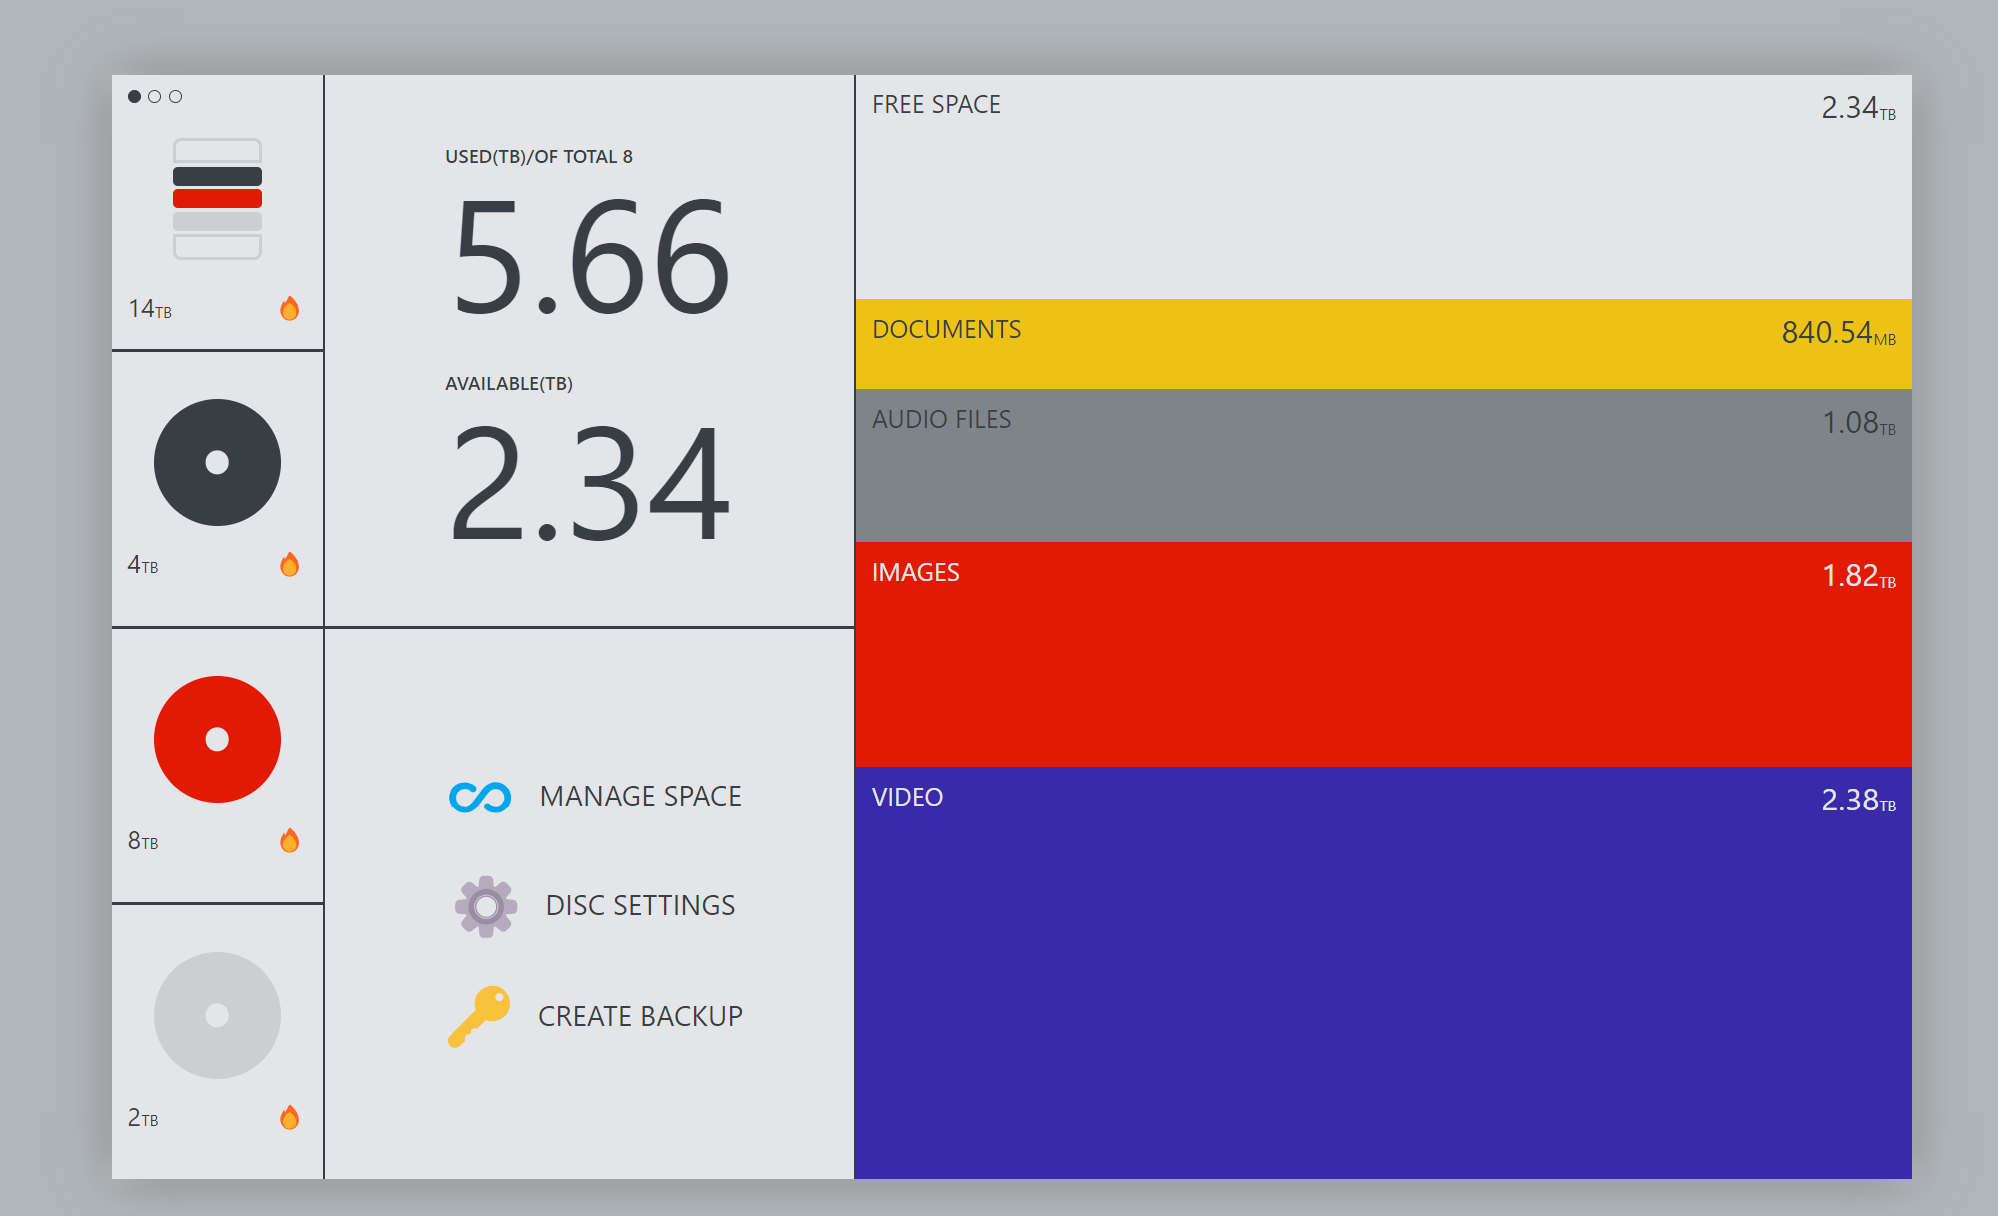 14TB
4TB
8TB
2TB
USED(TB)/OF TOTAL 8
5.66
AVAILABLE(TB)
2.34
MANAGE SPACE
DISC SETTINGS
CREATE BACKUP
FREE SPACE 2.34TB
DOCUMENTS 840.54MB
AUDIO FILES 1.08TB
IMAGES 1.82TB
VIDEO 2.38TB